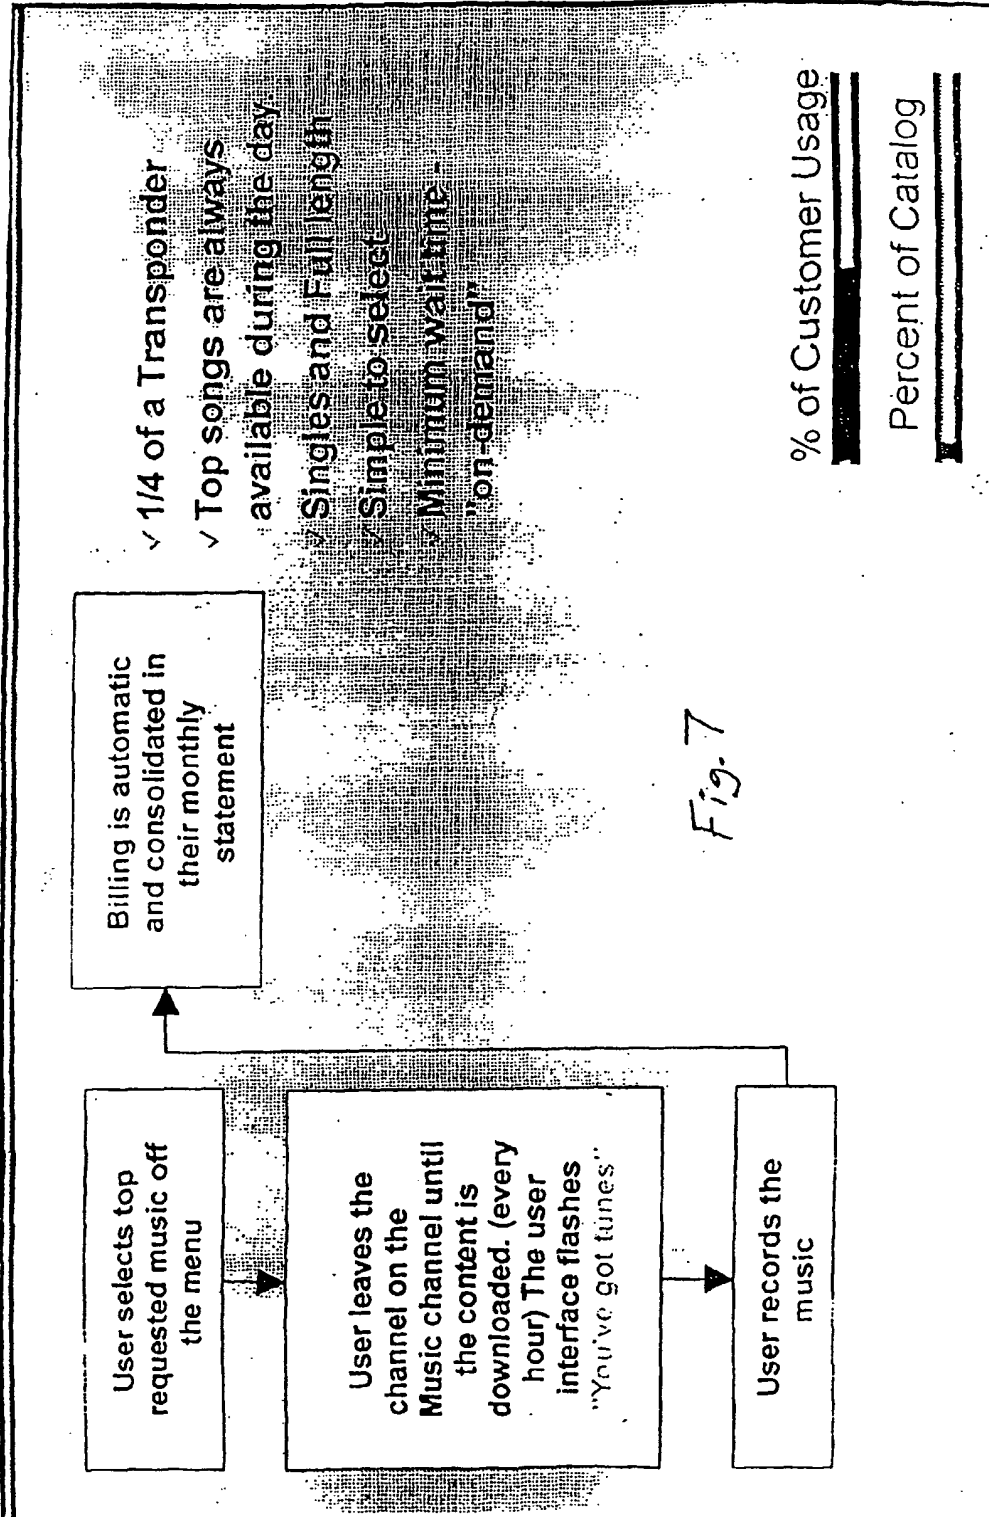 User selects top
requested music off
the menu
User leaves the
channel on the
Music channel until
the content is
downloaded. (every
hour) The user
interface flashes
"You've got tunes"
User records the
music
Billing is automatic
and consolidated in
their monthly
statement
✓ 1/4 of a Transponder
✓ Top songs are always
available during the day.
✓ Singles and Full length
✓ Simple to select
✓ Minimum wait time -
"on-demand"
% of Customer Usage
Percent of Catalog
Fig. 7